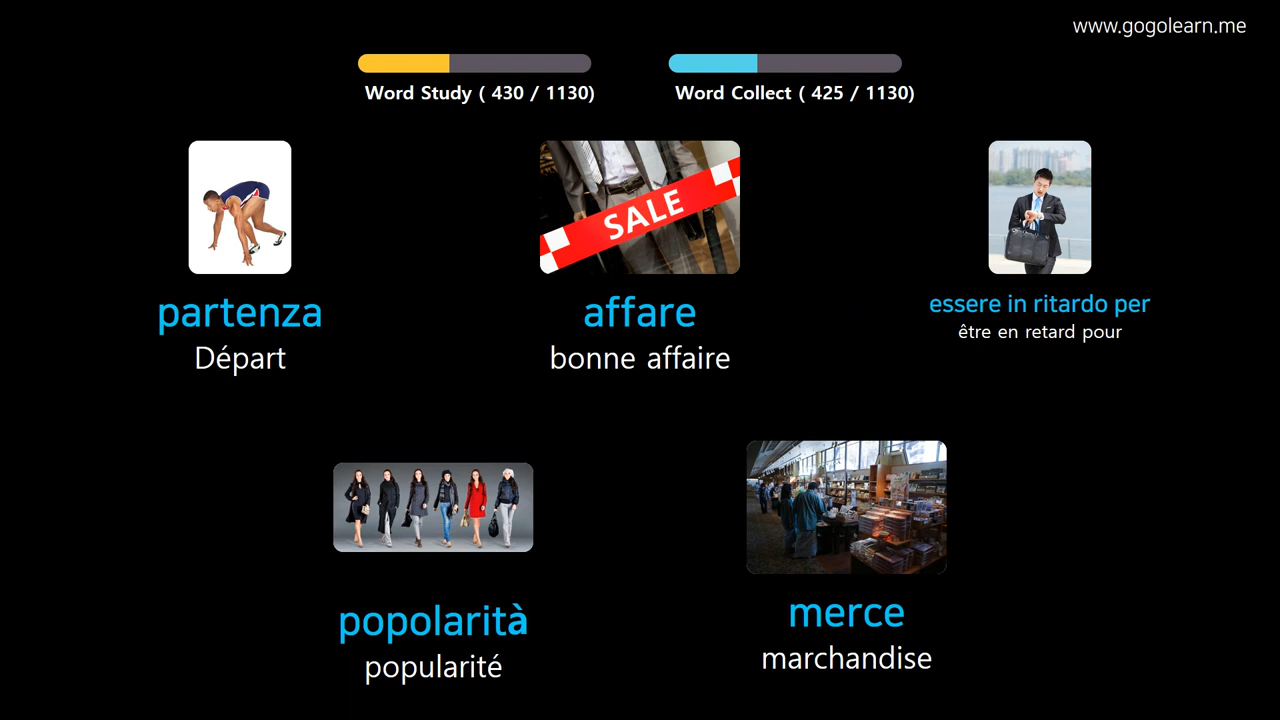 www.gogolearn.me
Word Study ( 430 / 1130)
Word Collect ( 425 / 1130)
SALE
partenza
Départ
affare
bonne affaire
essere in ritardo per
être en retard pour
popolarità
popularité
merce
marchandise